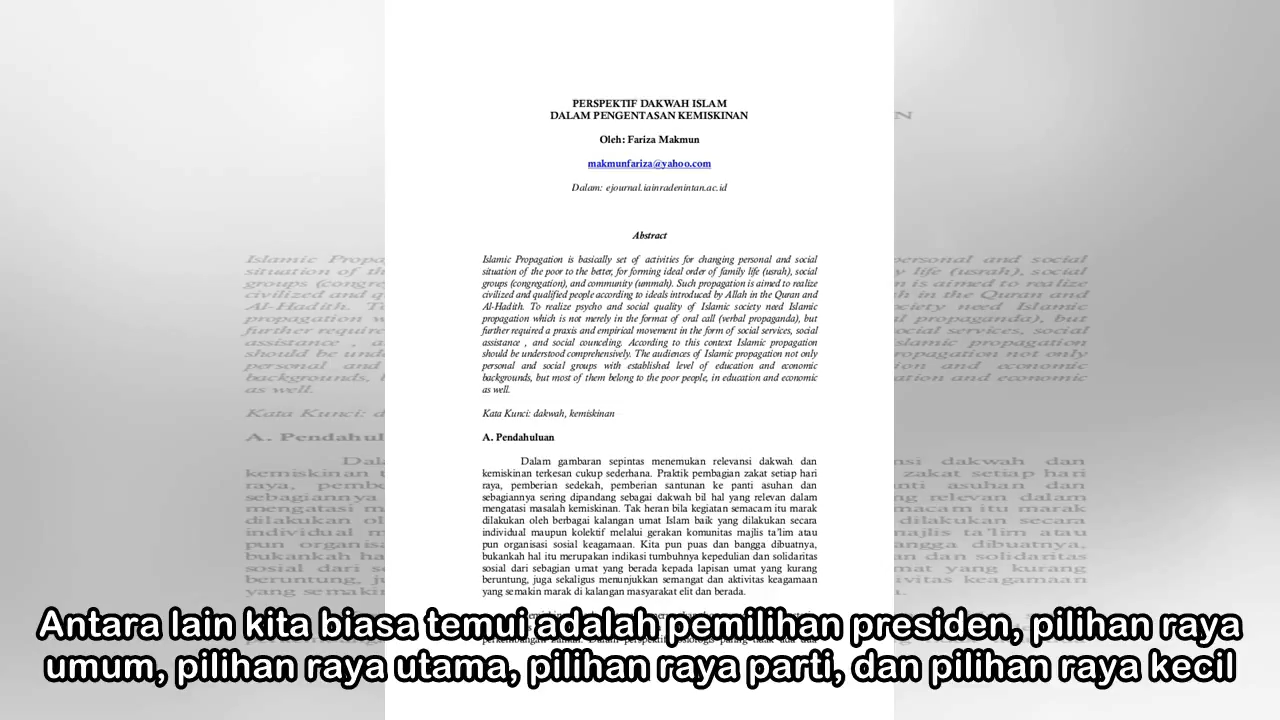 PERSPEKTIF DAKWAH ISLAM
DALAM PENGENTASAN KEMISKINAN
Oleh: Fariza Makmun
makmunfariza@yahoo.com
Dalam: ejournal.iainradenintan.ac.id
Abstract
Islamic Propagation is basically set of activities for changing personal and social
situation of the poor to the better, for forming ideal order of family life (usrah), social
groups (congregation), and community (ummah). Such propagation is aimed to realize
civilized and qualified people according to ideals introduced by Allah in the Quran and
Al-Hadith. To realize psycho and social quality of Islamic society need Islamic
propagation which is not merely in the format of oral call (verbal propaganda), but
further required a praxis and empirical movement in the form of social services, social
assistance , and social counceling. According to this context Islamic propagation
should be understood comprehensively. The audiences of Islamic propagation not only
personal and social groups with established level of education and economic
backgrounds, but most of them belong to the poor people, in education and economic
as well.
Kata Kunci: dakwah, kemiskinan
A. Pendahuluan
Dalam gambaran sepintas menemukan relevansi dakwah dan
kemiskinan terkesan cukup sederhana. Praktik pembagian zakat setiap hari
raya, pemberian sedekah, pemberian santunan ke panti asuhan dan
sebagiannya sering dipandang sebagai dakwah bil hal yang relevan dalam
mengatasi masalah kemiskinan. Tak heran bila kegiatan semacam itu marak
dilakukan oleh berbagai kalangan umat Islam baik yang dilakukan secara
individual maupun kolektif melalui gerakan komunitas majlis ta'lim atau
pun organisasi sosial keagamaan. Kita pun puas dan bangga dibuatnya,
bukankah hal itu merupakan indikasi tumbuhnya kepedulian dan solidaritas
sosial dari sebagian umat yang berada kepada lapisan umat yang kurang
beruntung, juga sekaligus menunjukkan semangat dan aktivitas keagamaan
yang semakin marak di kalangan masyarakat elit dan berada.
Antara lain kita biasa temui adalah pemilihan presiden, pilihan raya
umum, pilihan raya utama, pilihan raya parti, dan pilihan raya kecil